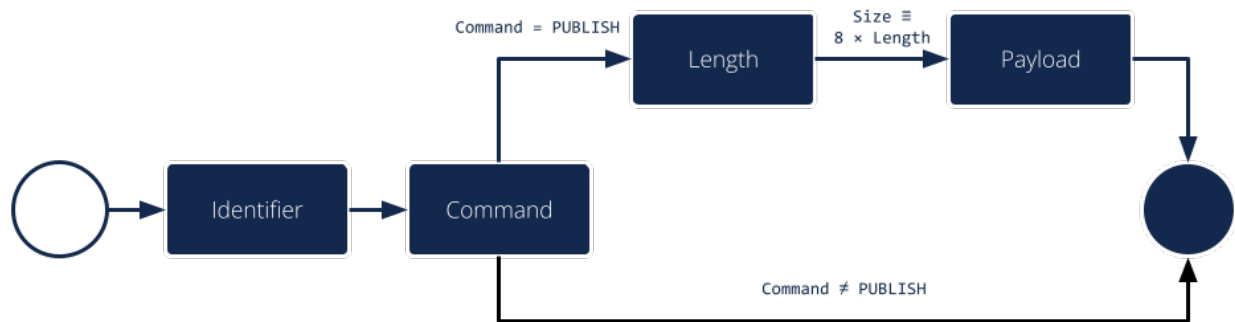 Command = PUBLISH
Size ≡
8 × Length
Length
Payload
Identifier
Command
Command ≠ PUBLISH